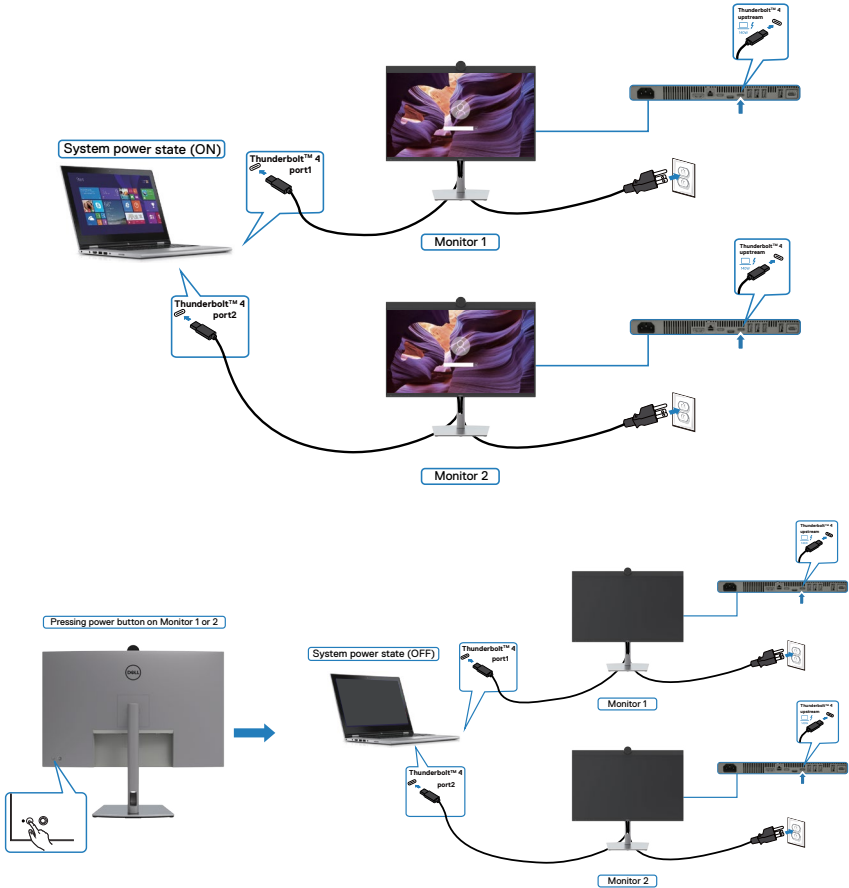 Thunderbolt™ 4
upstream
140W
System power state (ON)
Thunderbolt™ 4
port1
Monitor 1
Thunderbolt™ 4
upstream
140W
Thunderbolt™ 4
port2
Monitor 2
Thunderbolt™ 4
upstream
Pressing power button on Monitor 1 or 2
DELL
System power state (OFF)
Thunderbolt™ 4
port1
Monitor 1
Thunderbolt™ 4
upstream
Thunderbolt™ 4
port2
Monitor 2